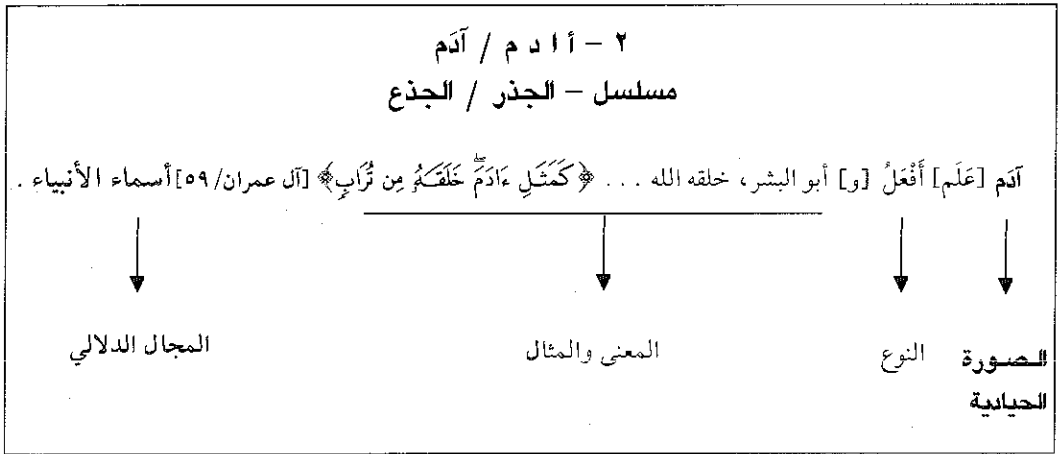 ٢ – أ ا د م / آدَم
مسلسل – الجذر / الجذع
آدَم [عَلَم] أَفْعَلُ [و] أبو البشر، خلقه الله ... ﴿كَمَثَلِ ءَادَمَۖ خَلَقَهُۥ مِن تُرَابٖ﴾ [آل عمران/٥٩] أسماء الأنبياء .
الصورة الحيادية
النوع
المعنى والمثال
المجال الدلالي